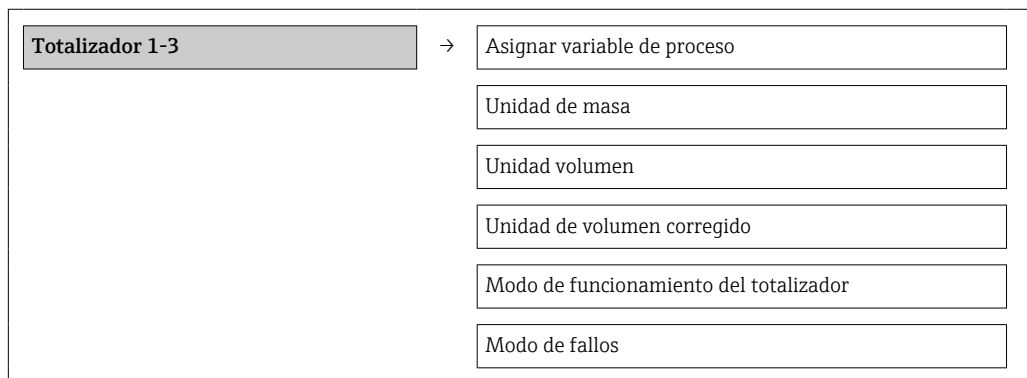 Totalizador 1-3 → Asignar variable de proceso
Unidad de masa
Unidad volumen
Unidad de volumen corregido
Modo de funcionamiento del totalizador
Modo de fallos